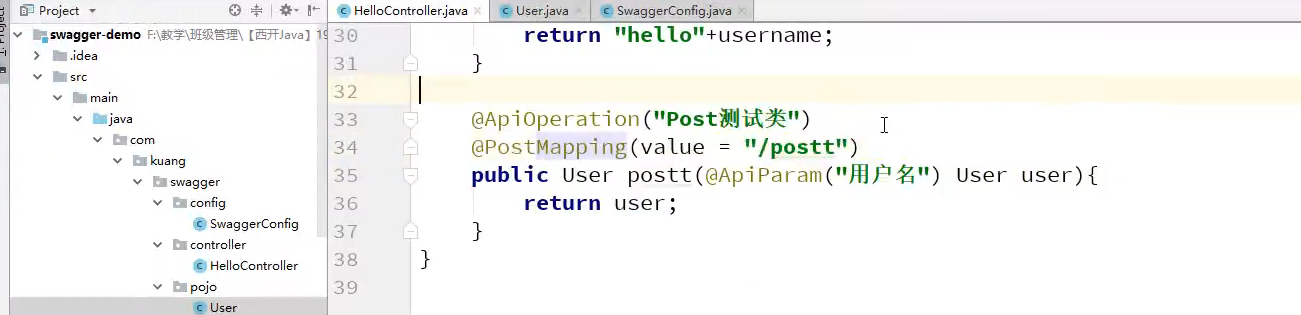 Project
HelloController.java
User.java
SwaggerConfig.java
1: Project
swagger-demo F:\教学\班级管理\【西开Java】19
.idea
src
main
java
com
kuang
swagger
config
SwaggerConfig
controller
HelloController
pojo
User
30 return "hello"+username;
31 }
32
33 @ApiOperation("Post测试类")
34 @PostMapping(value = "/postt")
35 public User postt(@ApiParam("用户名") User user){
36 return user;
37 }
38 }
39